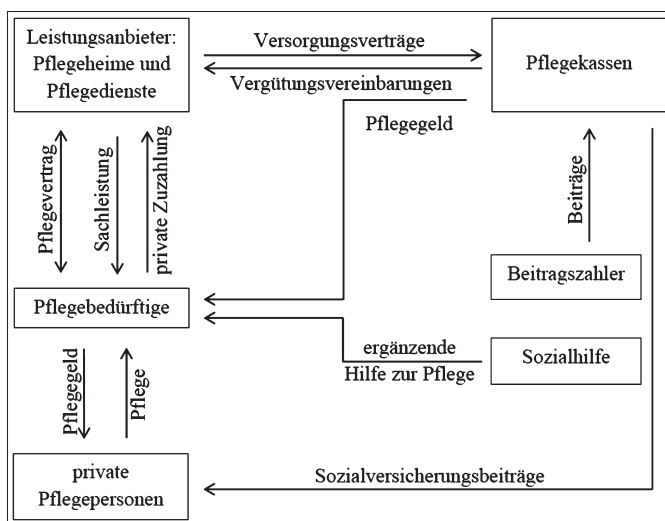 Leistungsanbieter:
Pflegeheime und
Pflegedienste
Versorgungsverträge
Vergütungsvereinbarungen
Pflegekassen
Pflegegeld
Pflegevertrag
Sachleistung
private Zuzahlung
Beiträge
Beitragszahler
Pflegebedürftige
ergänzende
Hilfe zur Pflege
Sozialhilfe
Pflegegeld
Pflege
private
Pflegepersonen
Sozialversicherungsbeiträge